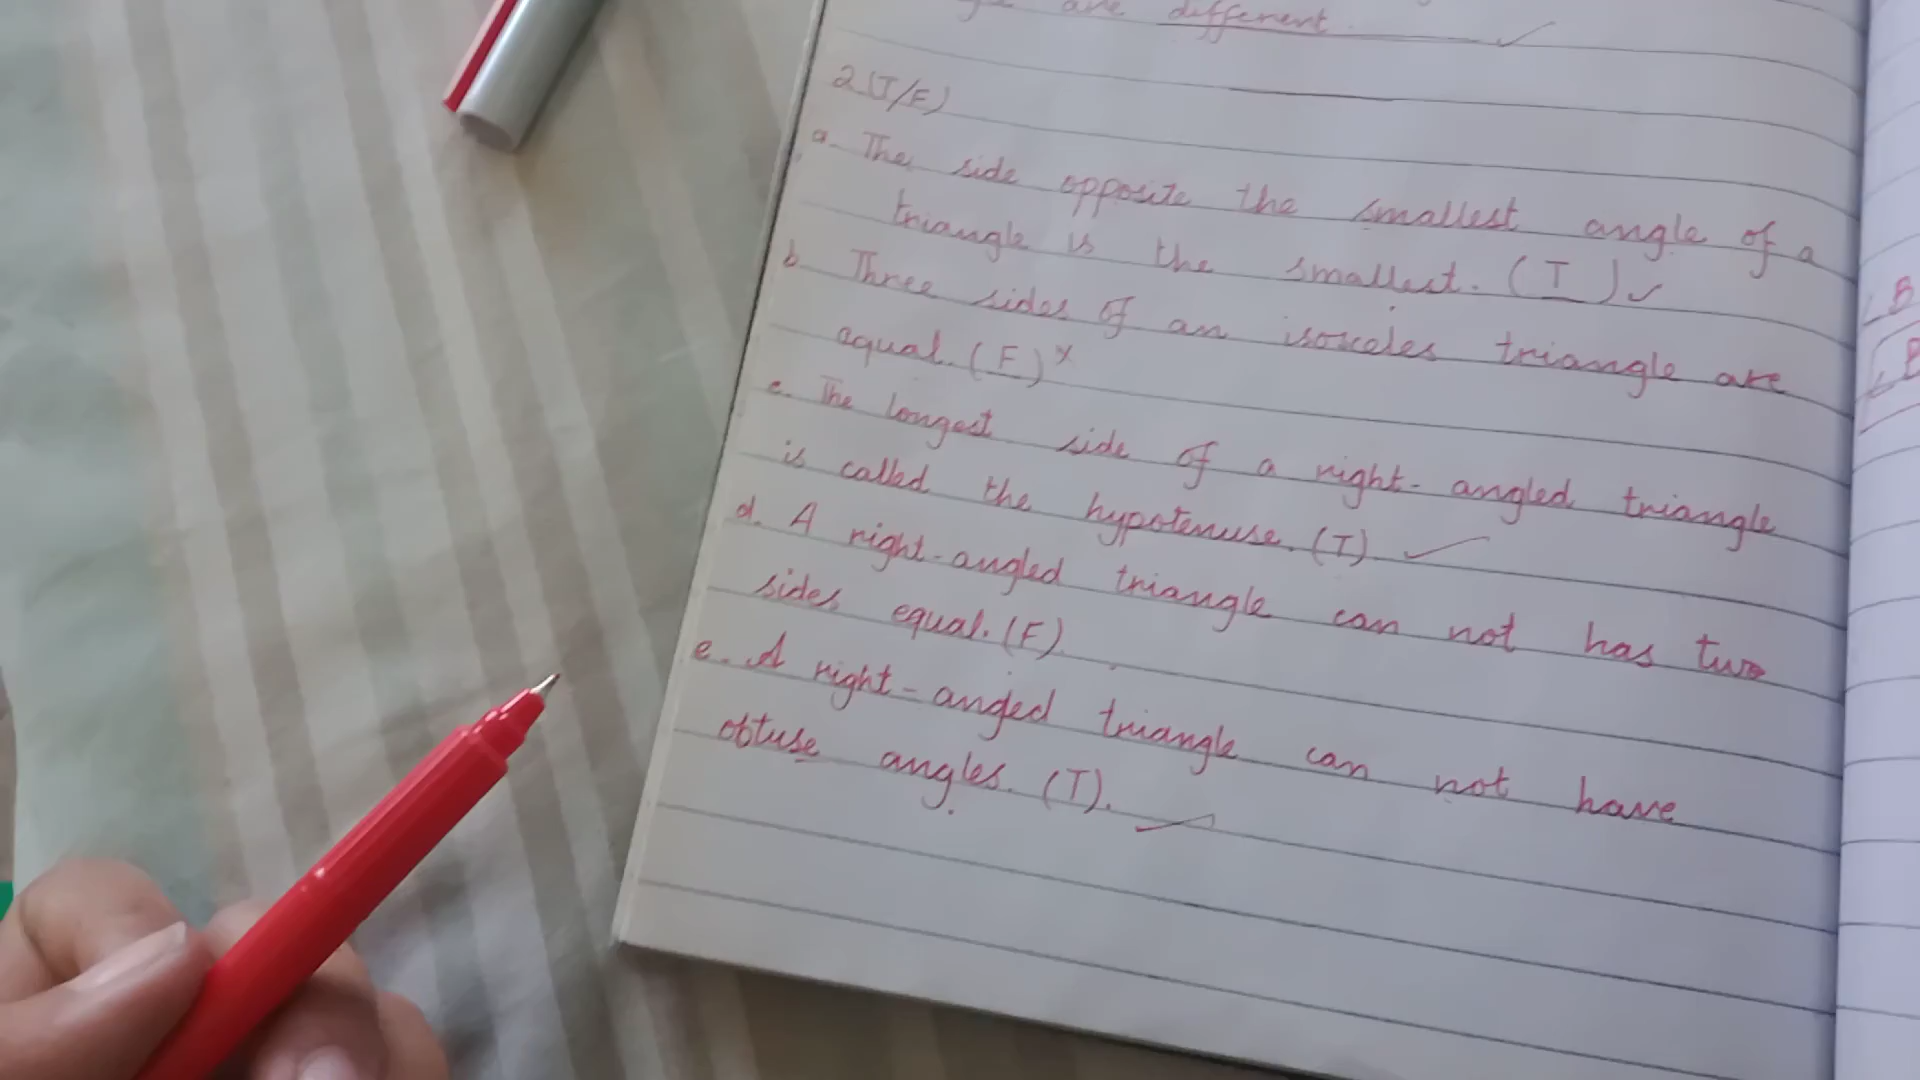 are different.
2 (T/F)
a. The side opposite the smallest angle of a
triangle is the smallest. (T)
b. Three sides of an isosceles triangle are
equal. (F)
c. The longest side of a right-angled triangle
is called the hypotenuse. (T)
d. A right-angled triangle can not has two
sides equal. (F)
e. A right-anged triangle can not have
obtuse angles. (T).